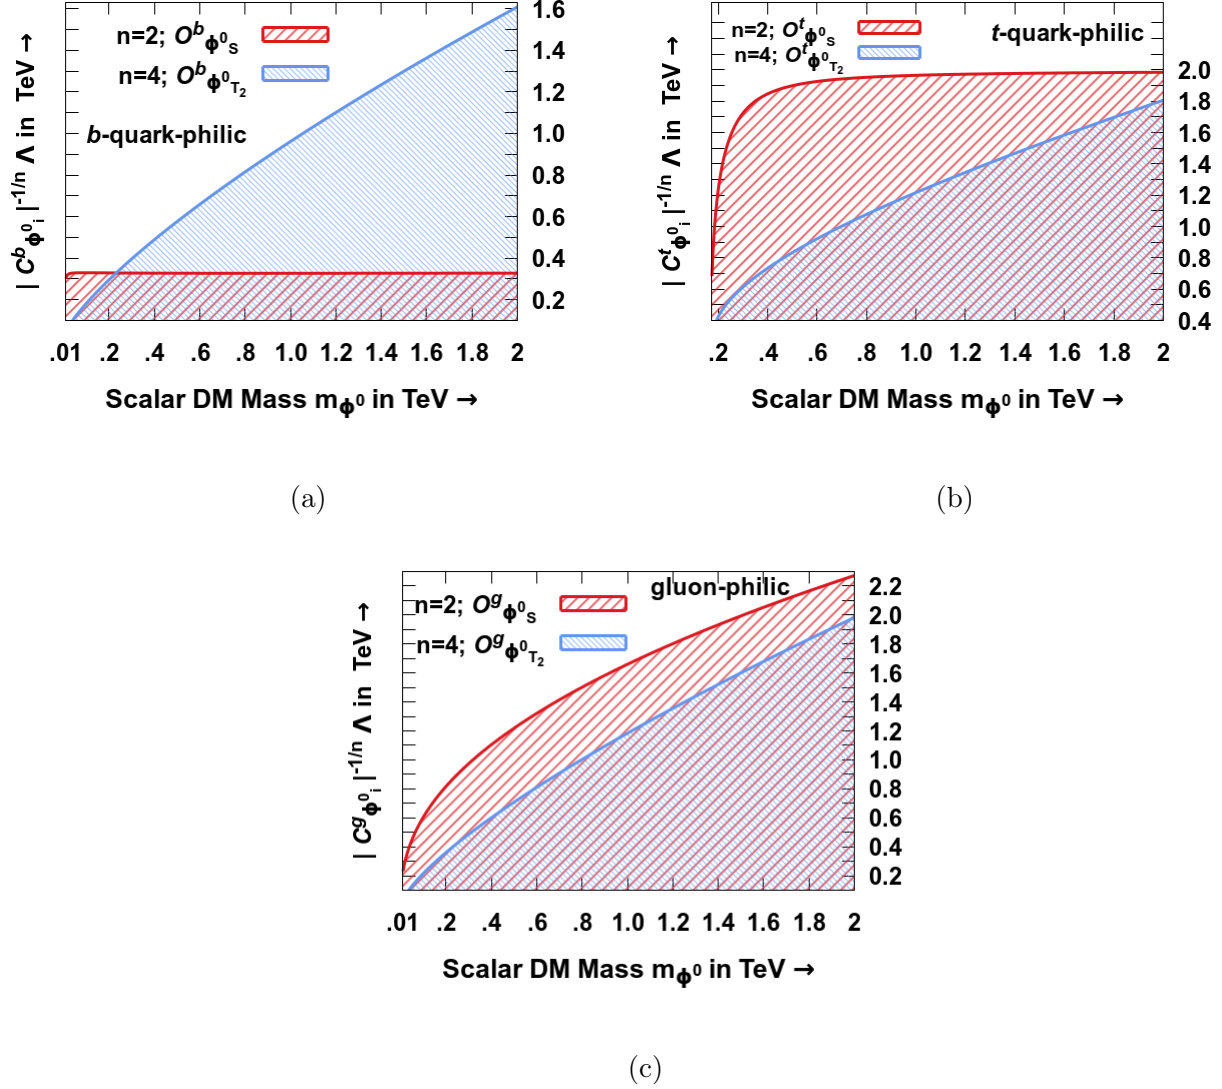 n=2; O^b_{ϕ^0_S}
n=4; O^b_{ϕ^0_{T_2}}
b-quark-philic
| C^b_{ϕ^0_i} |^{-1/n} Λ in TeV →
1.6
1.4
1.2
1.0
0.8
0.6
0.4
0.2
.01 .2 .4 .6 .8 1.0 1.2 1.4 1.6 1.8 2
Scalar DM Mass m_{ϕ^0} in TeV →
(a)
n=2; O^t_{ϕ^0_S}
n=4; O^t_{ϕ^0_{T_2}}
t-quark-philic
| C^t_{ϕ^0_i} |^{-1/n} Λ in TeV →
2.0
1.8
1.6
1.4
1.2
1.0
0.8
0.6
0.4
.2 .4 .6 .8 1.0 1.2 1.4 1.6 1.8 2
Scalar DM Mass m_{ϕ^0} in TeV →
(b)
gluon-philic
n=2; O^g_{ϕ^0_S}
n=4; O^g_{ϕ^0_{T_2}}
| C^g_{ϕ^0_i} |^{-1/n} Λ in TeV →
2.2
2.0
1.8
1.6
1.4
1.2
1.0
0.8
0.6
0.4
0.2
.01 .2 .4 .6 .8 1.0 1.2 1.4 1.6 1.8 2
Scalar DM Mass m_{ϕ^0} in TeV →
(c)